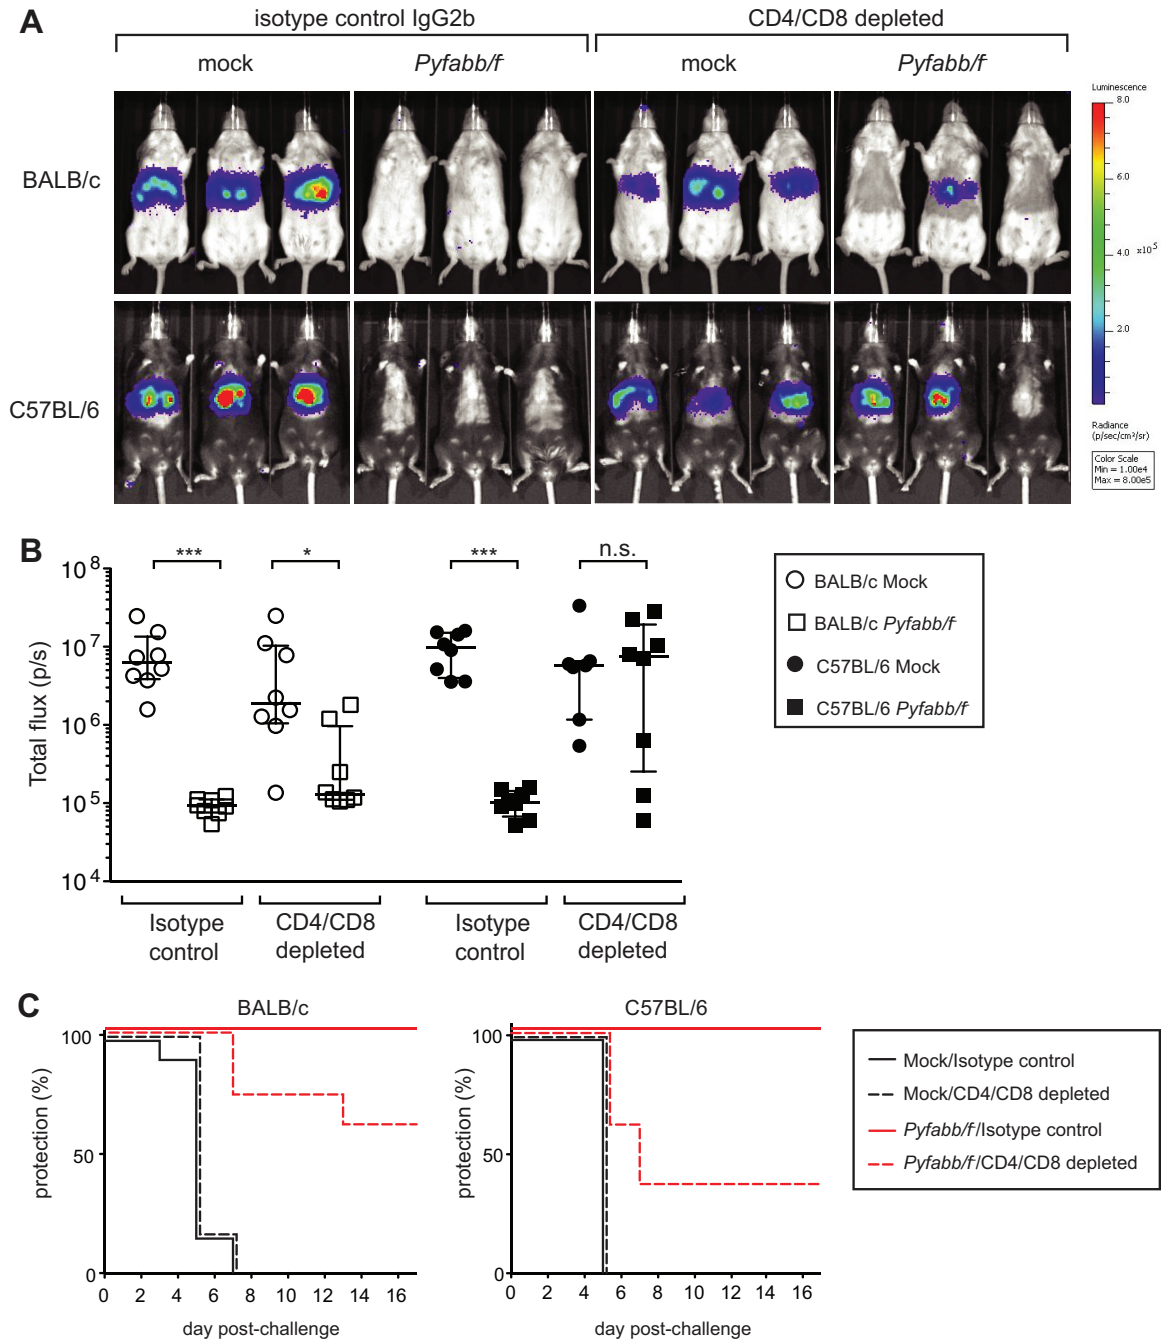 A
isotype control IgG2b
CD4/CD8 depleted
mock
Pyfabb/f-
mock
Pyfabb/f-
BALB/c
C57BL/6
Luminescence
8.0
6.0
4.0
x10^5
2.0
Radiance
(p/sec/cm²/sr)
Color Scale
Min = 1.00e4
Max = 8.00e5
B
***
*
***
n.s.
Total flux (p/s)
10^8
10^7
10^6
10^5
10^4
Isotype control
CD4/CD8 depleted
Isotype control
CD4/CD8 depleted
BALB/c Mock
BALB/c Pyfabb/f-
C57BL/6 Mock
C57BL/6 Pyfabb/f-
C
BALB/c
protection (%)
100
50
0
0 2 4 6 8 10 12 14 16
day post-challenge
C57BL/6
protection (%)
100
50
0
0 2 4 6 8 10 12 14 16
day post-challenge
Mock/Isotype control
Mock/CD4/CD8 depleted
Pyfabb/f-/Isotype control
Pyfabb/f-/CD4/CD8 depleted